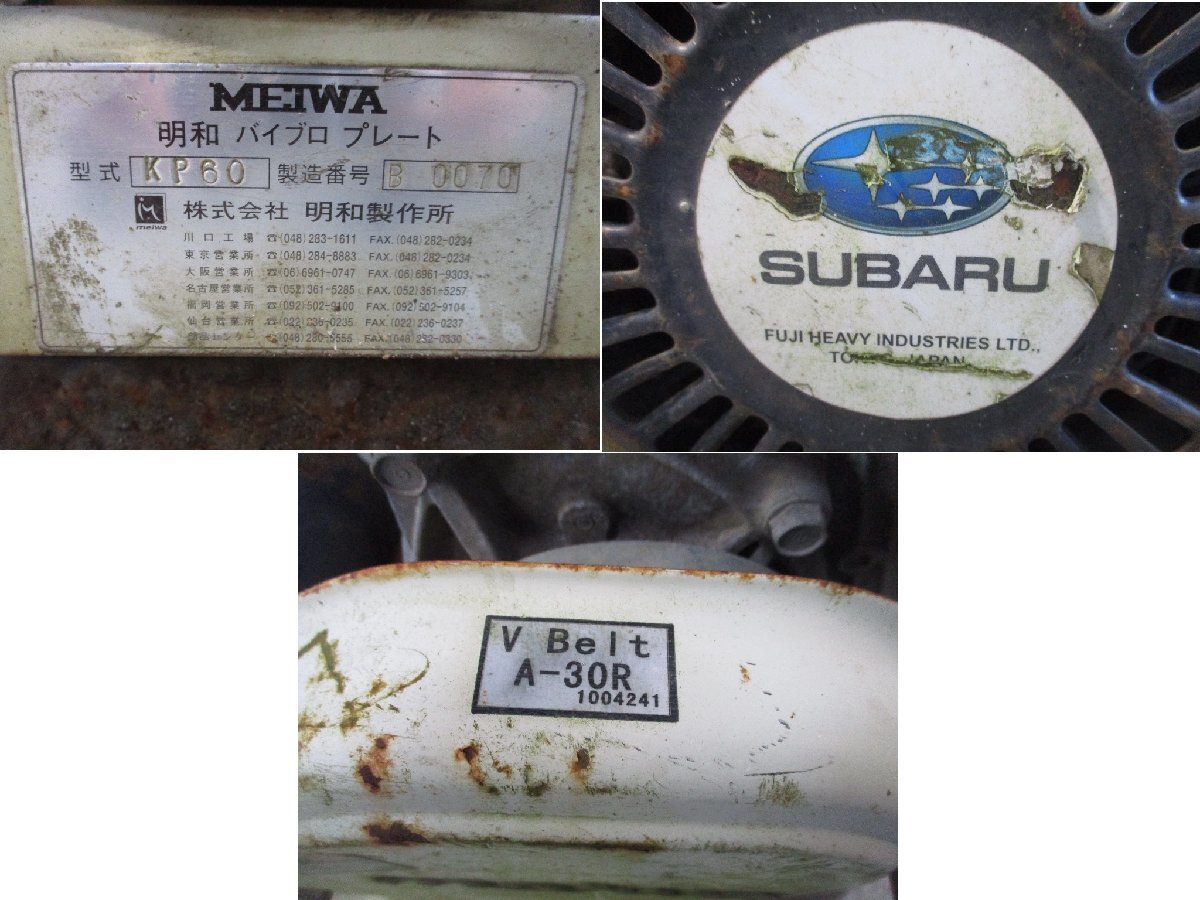 MEIWA
明和 バイブロ プレート
型式 KP60 製造番号 B 0070
meiwa
株式会社 明和製作所
川口工場 ☎(048)283-1611 FAX.(048)282-0234
東京営業所 ☎(048)284-8883 FAX.(048)282-0234
大阪営業所 ☎(06)6961-0747 FAX.(06)6961-9303
名古屋営業所 ☎(052)361-5285 FAX.(052)361-5257
福岡営業所 ☎(092)502-9100 FAX.(092)502-9104
仙台営業所 ☎(022)236-0235 FAX.(022)236-0237
FAX.(048)252-0330
SUBARU
FUJI HEAVY INDUSTRIES LTD.,
JAPAN
V Belt
A-30R
1004241